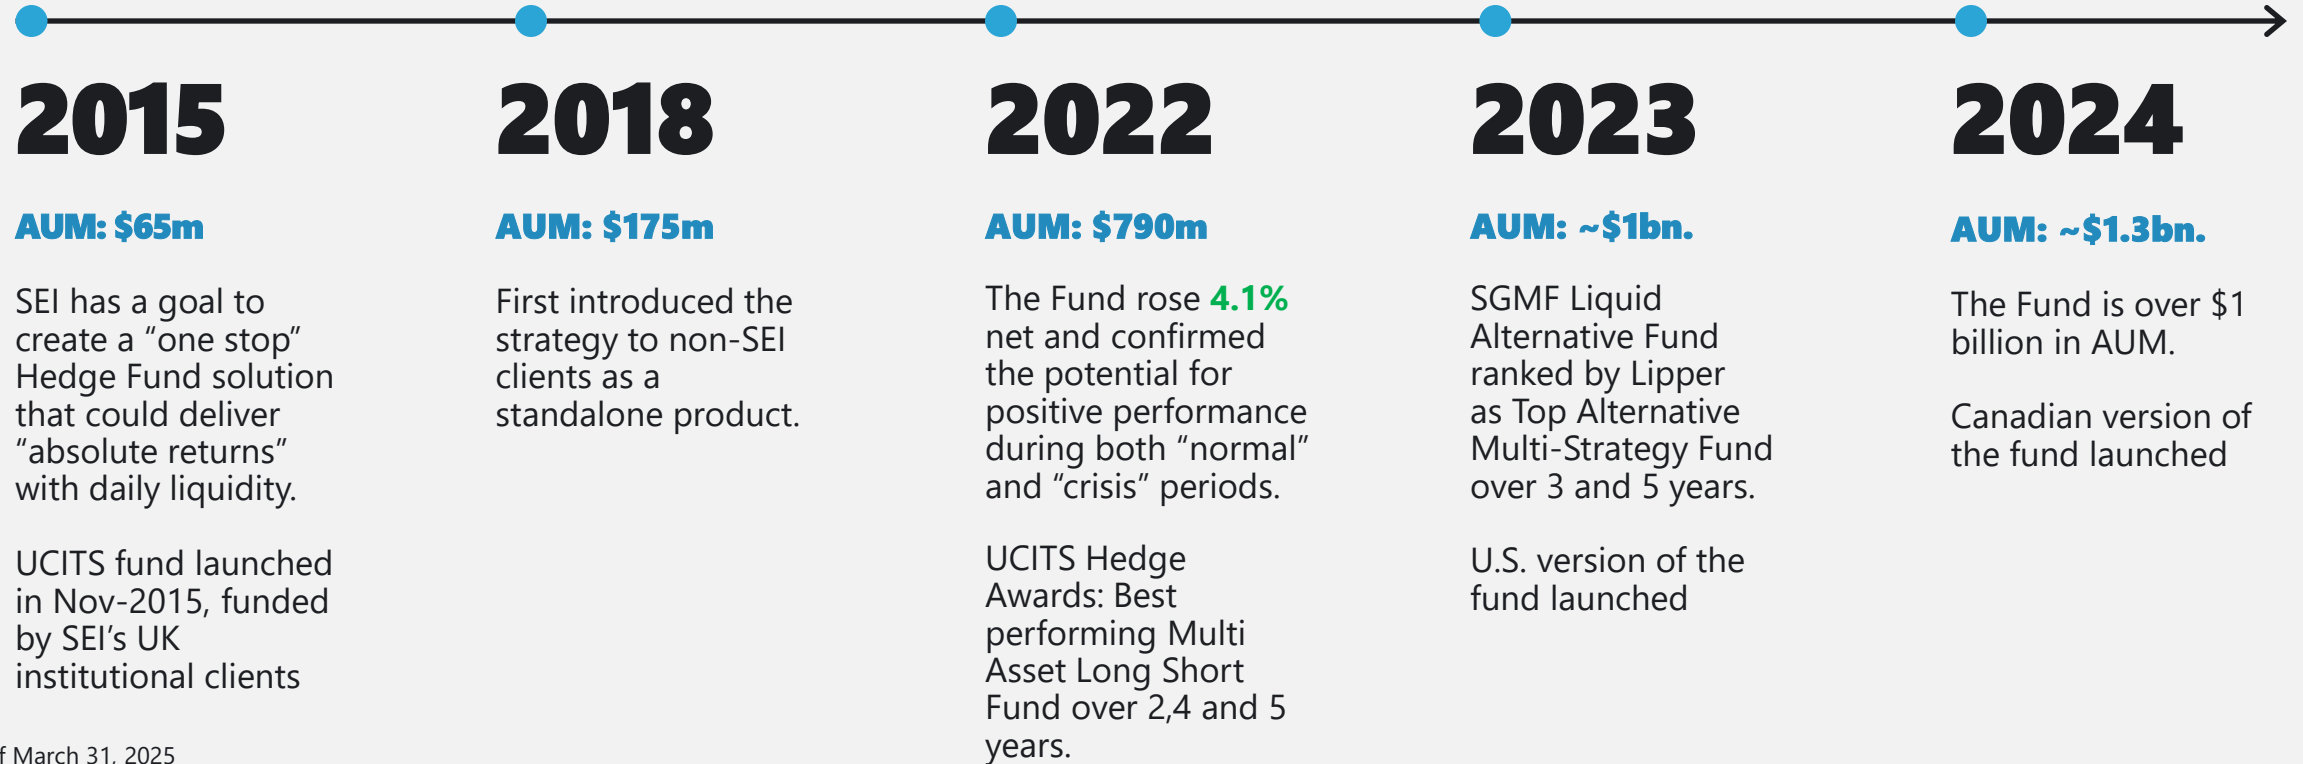 2015
AUM: $65m
SEI has a goal to
create a “one stop”
Hedge Fund solution
that could deliver
“absolute returns”
with daily liquidity.
UCITS fund launched
in Nov-2015, funded
by SEI’s UK
institutional clients
2018
AUM: $175m
First introduced the
strategy to non-SEI
clients as a
standalone product.
2022
AUM: $790m
The Fund rose 4.1%
net and confirmed
the potential for
positive performance
during both “normal”
and “crisis” periods.
UCITS Hedge
Awards: Best
performing Multi
Asset Long Short
Fund over 2,4 and 5
years.
2023
AUM: ~$1bn.
SGMF Liquid
Alternative Fund
ranked by Lipper
as Top Alternative
Multi-Strategy Fund
over 3 and 5 years.
U.S. version of the
fund launched
2024
AUM: ~$1.3bn.
The Fund is over $1
billion in AUM.
Canadian version of
the fund launched
f March 31, 2025